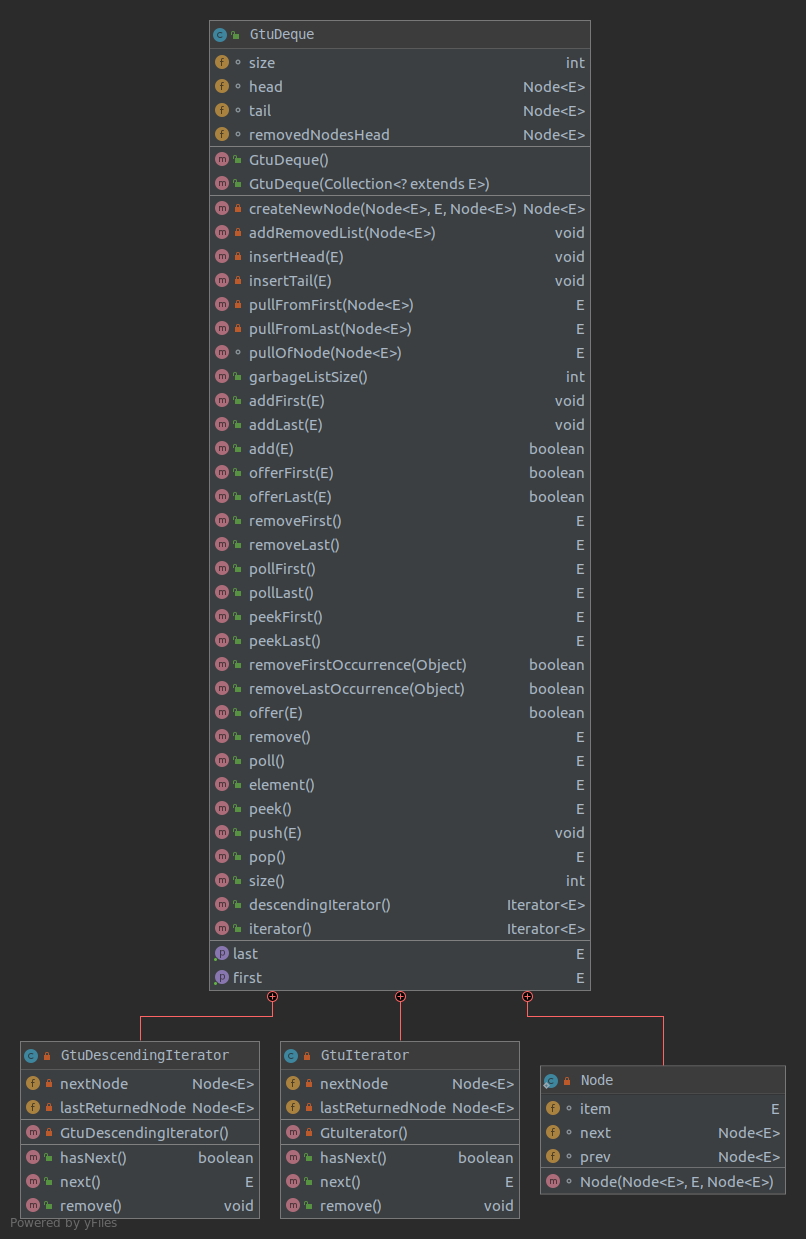 GtuDeque
size int
head Node<E>
tail Node<E>
removedNodesHead Node<E>
GtuDeque()
GtuDeque(Collection<? extends E>)
createNewNode(Node<E>, E, Node<E>) Node<E>
addRemovedList(Node<E>) void
insertHead(E) void
insertTail(E) void
pullFromFirst(Node<E>) E
pullFromLast(Node<E>) E
pullOfNode(Node<E>) E
garbageListSize() int
addFirst(E) void
addLast(E) void
add(E) boolean
offerFirst(E) boolean
offerLast(E) boolean
removeFirst() E
removeLast() E
pollFirst() E
pollLast() E
peekFirst() E
peekLast() E
removeFirstOccurrence(Object) boolean
removeLastOccurrence(Object) boolean
offer(E) boolean
remove() E
poll() E
element() E
peek() E
push(E) void
pop() E
size() int
descendingIterator() Iterator<E>
iterator() Iterator<E>
last E
first E
GtuDescendingIterator
nextNode Node<E>
lastReturnedNode Node<E>
GtuDescendingIterator()
hasNext() boolean
next() E
remove() void
GtuIterator
nextNode Node<E>
lastReturnedNode Node<E>
GtuIterator()
hasNext() boolean
next() E
remove() void
Node
item E
next Node<E>
prev Node<E>
Node(Node<E>, E, Node<E>)
Powered by yFiles